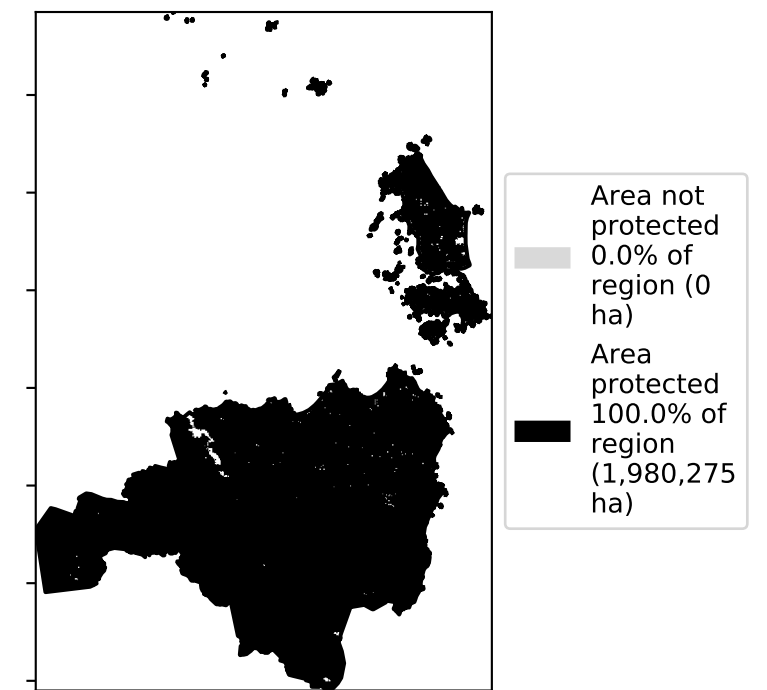 Area not
protected
0.0% of
region (0
ha)
Area
protected
100.0% of
region
(1,980,275
ha)